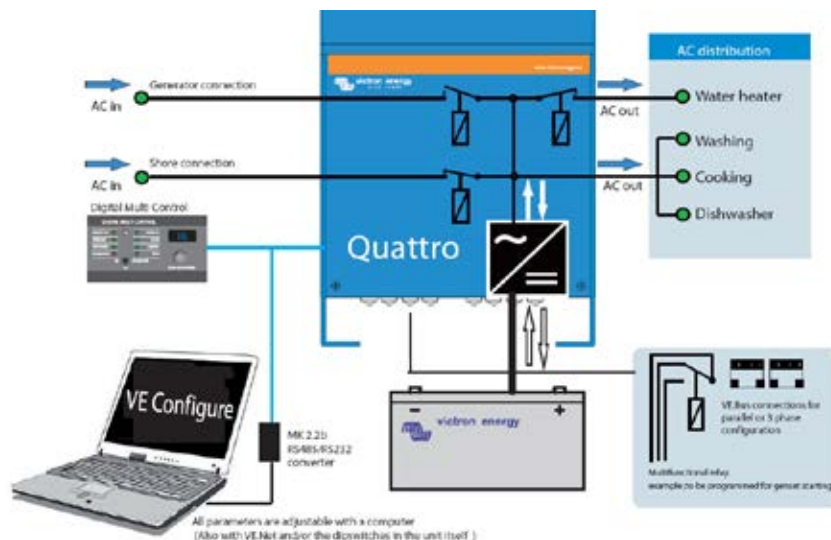 AC distribution
Generator connection
victron energy
AC in
AC out
Water heater
Washing
Shore connection
AC in
AC out
Cooking
Dishwasher
Digital Multi Control
Quattro
VE Configure
MK 2.2b
RS485/RS232
converter
- +
victron energy
VE.Bus connections for
parallel or 3 phase
configuration
Multifunctional relay:
example to be programmed for genset starting
All parameters are adjustable with a computer
(Also with VE.Net and/or the dipswitches in the unit itself )